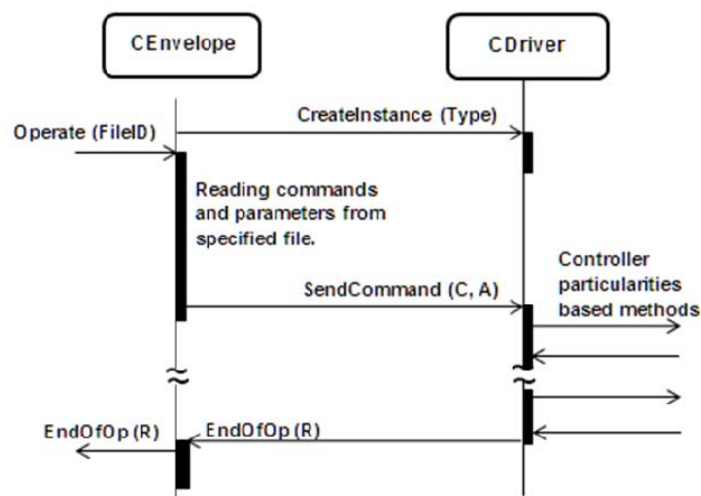 CEnvelope
CDriver
CreateInstance (Type)
Operate (FileID)
Reading commands
and parameters from
specified file.
SendCommand (C, A)
Controller
particularities
based methods
EndOfOp (R)
EndOfOp (R)